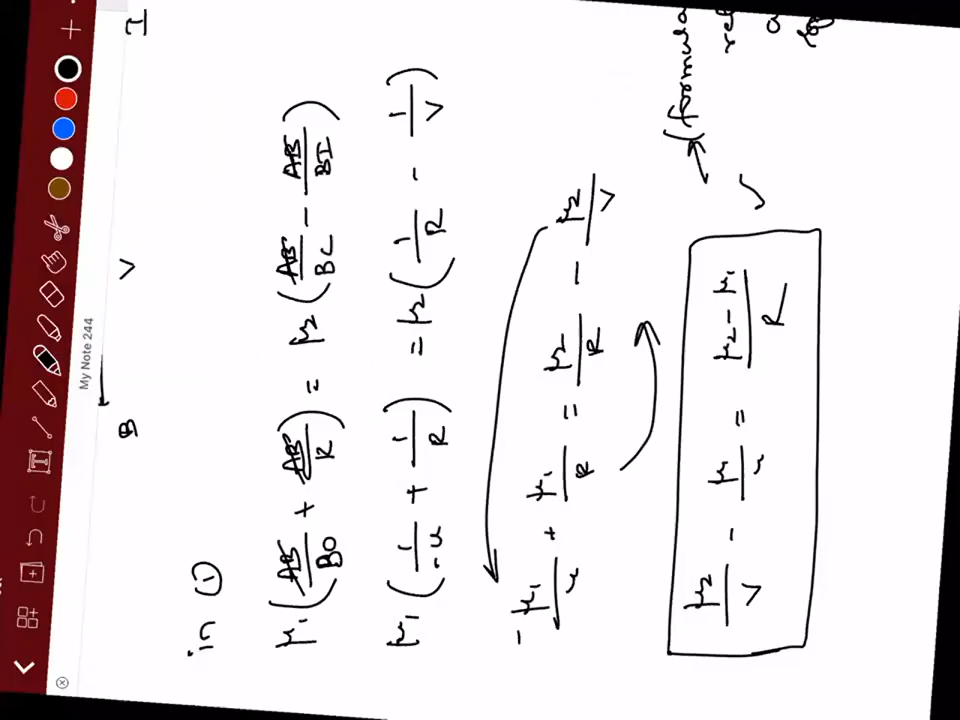 My Note 244
I
V
B
in (1)
μ₁(AB/BO + AB/R) = μ₂(AB/BC − AB/BI)
μ₁(1/-u + 1/R) = μ₂(1/R − 1/V)
−μ₁/u + μ₁/R = μ₂/R − μ₂/V
μ₂/V − μ₁/u = μ₂ − μ₁/R
(formula